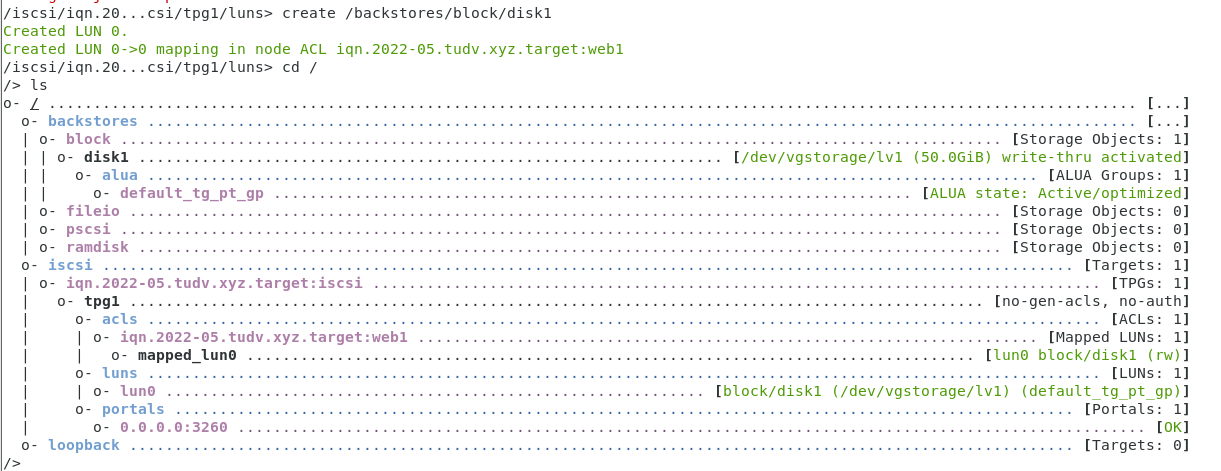 /iscsi/iqn.20...csi/tpg1/luns> create /backstores/block/disk1
Created LUN 0.
Created LUN 0->0 mapping in node ACL iqn.2022-05.tudv.xyz.target:web1
/iscsi/iqn.20...csi/tpg1/luns> cd /
/> ls
o- / ......................................................................................................................... [...]
  o- backstores .............................................................................................................. [...]
  | o- block .................................................................................................. [Storage Objects: 1]
  | | o- disk1 ................................................................. [/dev/vgstorage/lv1 (50.0GiB) write-thru activated]
  | |   o- alua ................................................................................................... [ALUA Groups: 1]
  | |     o- default_tg_pt_gp ....................................................................... [ALUA state: Active/optimized]
  | o- fileio ................................................................................................. [Storage Objects: 0]
  | o- pscsi .................................................................................................. [Storage Objects: 0]
  | o- ramdisk ................................................................................................ [Storage Objects: 0]
  o- iscsi ............................................................................................................ [Targets: 1]
  | o- iqn.2022-05.tudv.xyz.target:iscsi ................................................................................. [TPGs: 1]
  |   o- tpg1 ............................................................................................... [no-gen-acls, no-auth]
  |     o- acls .......................................................................................................... [ACLs: 1]
  |     | o- iqn.2022-05.tudv.xyz.target:web1 ..................................................................... [Mapped LUNs: 1]
  |     |   o- mapped_lun0 ................................................................................. [lun0 block/disk1 (rw)]
  |     o- luns .......................................................................................................... [LUNs: 1]
  |     | o- lun0 ............................................................. [block/disk1 (/dev/vgstorage/lv1) (default_tg_pt_gp)]
  |     o- portals .................................................................................................... [Portals: 1]
  |       o- 0.0.0.0:3260 ..................................................................................................... [OK]
  o- loopback ......................................................................................................... [Targets: 0]
/>